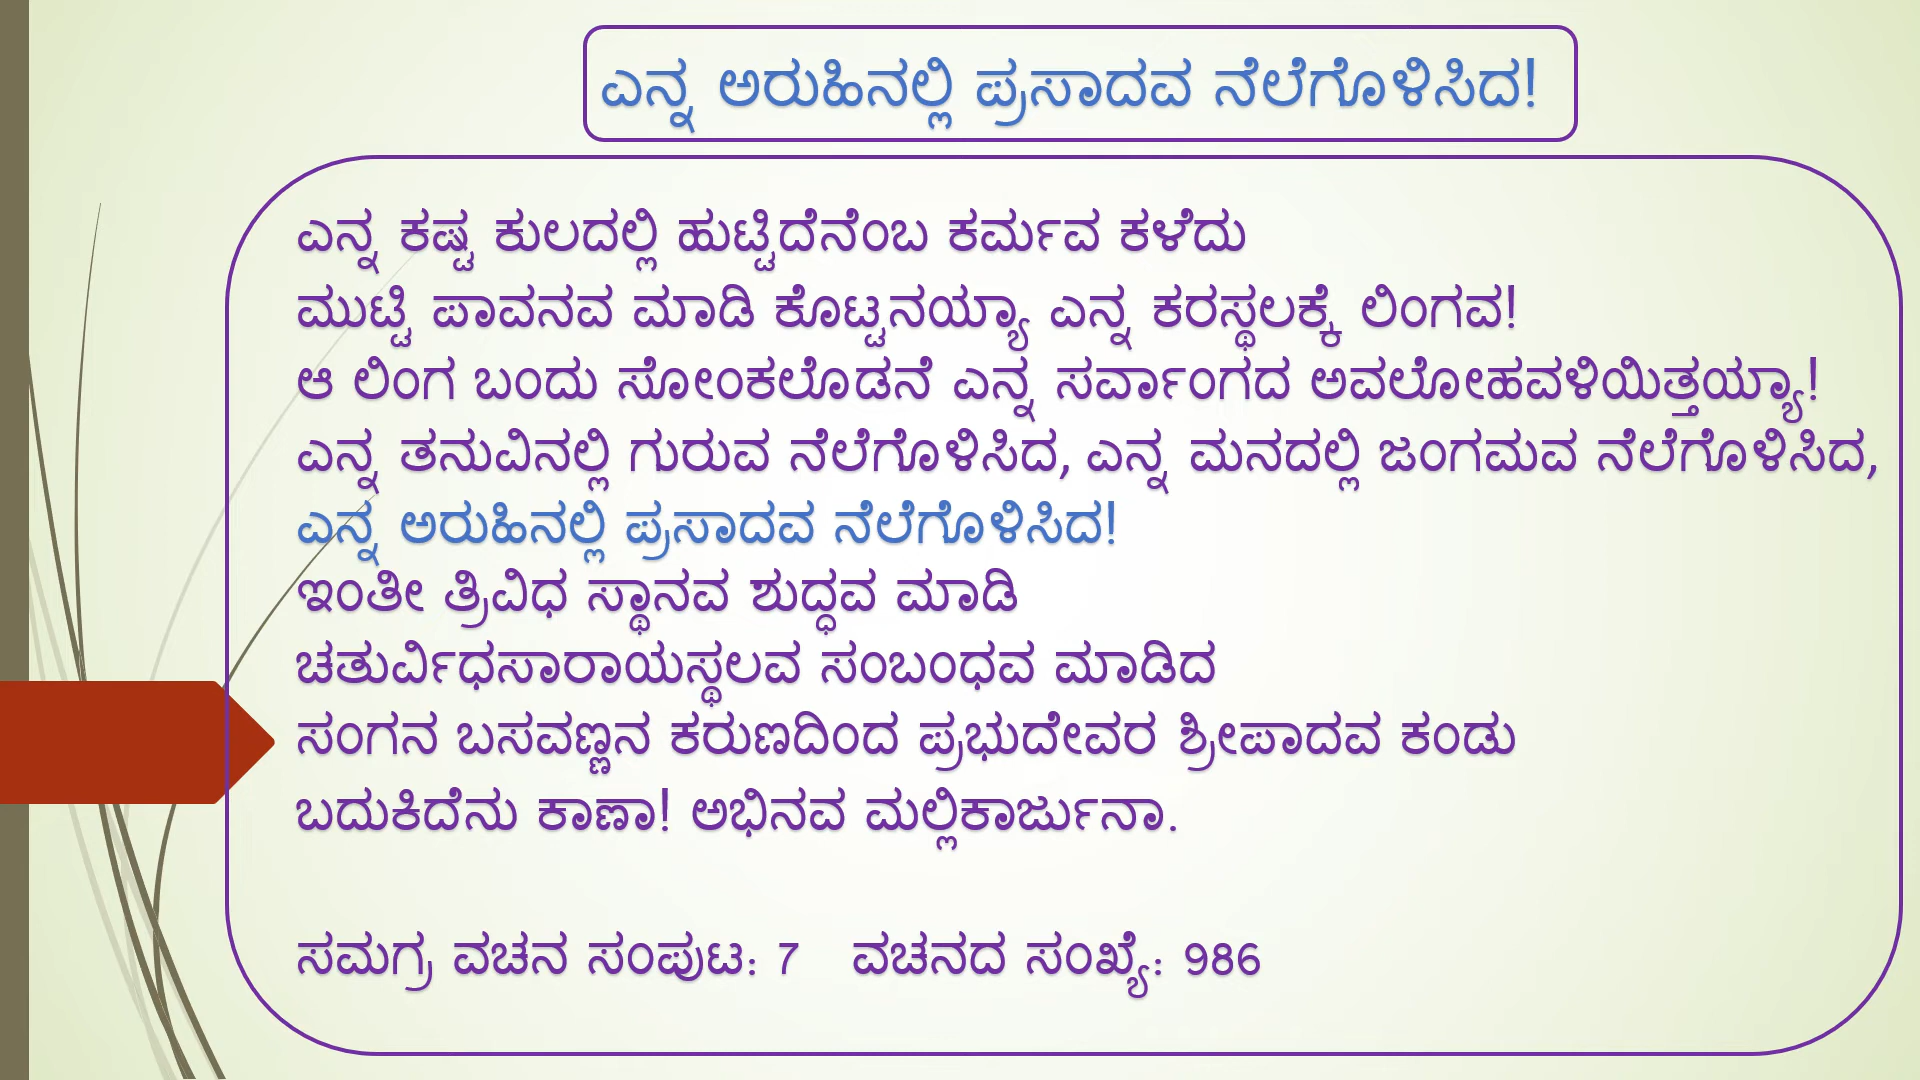 ಎನ್ನ ಅರುಹಿನಲ್ಲಿ ಪ್ರಸಾದವ ನೆಲೆಗೊಳಿಸಿದ!
ಎನ್ನ ಕಷ್ಟ ಕುಲದಲ್ಲಿ ಹುಟ್ಟಿದೆನೆಂಬ ಕರ್ಮವ ಕಳೆದು
ಮುಟ್ಟಿ ಪಾವನವ ಮಾಡಿ ಕೊಟ್ಟನಯ್ಯಾ ಎನ್ನ ಕರಸ್ಥಲಕ್ಕೆ ಲಿಂಗವ!
ಆ ಲಿಂಗ ಬಂದು ಸೋಂಕಲೊಡನೆ ಎನ್ನ ಸರ್ವಾಂಗದ ಅವಲೋಹವಳಿಯಿತ್ತಯ್ಯಾ!
ಎನ್ನ ತನುವಿನಲ್ಲಿ ಗುರುವ ನೆಲೆಗೊಳಿಸಿದ, ಎನ್ನ ಮನದಲ್ಲಿ ಜಂಗಮವ ನೆಲೆಗೊಳಿಸಿದ,
ಎನ್ನ ಅರುಹಿನಲ್ಲಿ ಪ್ರಸಾದವ ನೆಲೆಗೊಳಿಸಿದ!
ಇಂತೀ ತ್ರಿವಿಧ ಸ್ಥಾನವ ಶುದ್ಧವ ಮಾಡಿ
ಚತುರ್ವಿಧಸಾರಾಯಸ್ಥಲವ ಸಂಬಂಧವ ಮಾಡಿದ
ಸಂಗನ ಬಸವಣ್ಣನ ಕರುಣದಿಂದ ಪ್ರಭುದೇವರ ಶ್ರೀಪಾದವ ಕಂಡು
ಬದುಕಿದೆನು ಕಾಣಾ! ಅಭಿನವ ಮಲ್ಲಿಕಾರ್ಜುನಾ.
ಸಮಗ್ರ ವಚನ ಸಂಪುಟ: 7 ವಚನದ ಸಂಖ್ಯೆ: 986